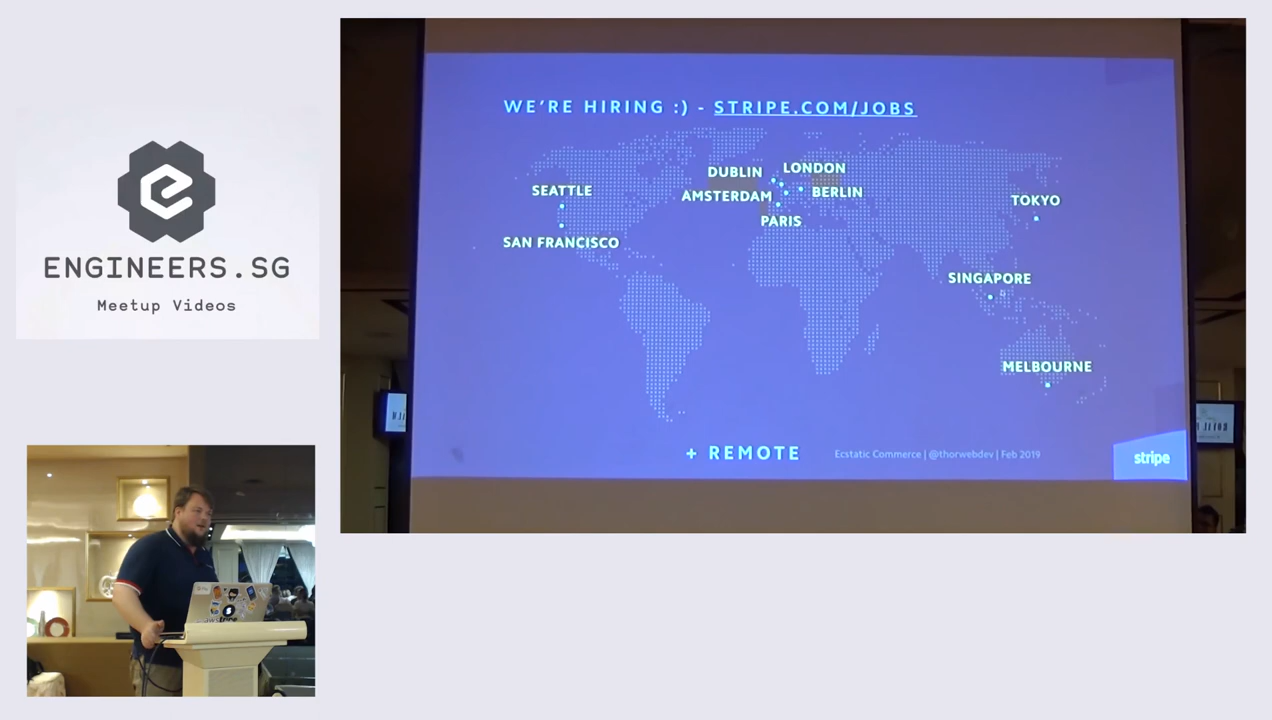 ENGINEERS.SG
Meetup Videos
WE'RE HIRING :) - STRIPE.COM/JOBS
DUBLIN
LONDON
SEATTLE
AMSTERDAM
BERLIN
TOKYO
PARIS
SAN FRANCISCO
SINGAPORE
MELBOURNE
+ REMOTE
Ecstatic Commerce | @thorwebdev | Feb 2019
stripe